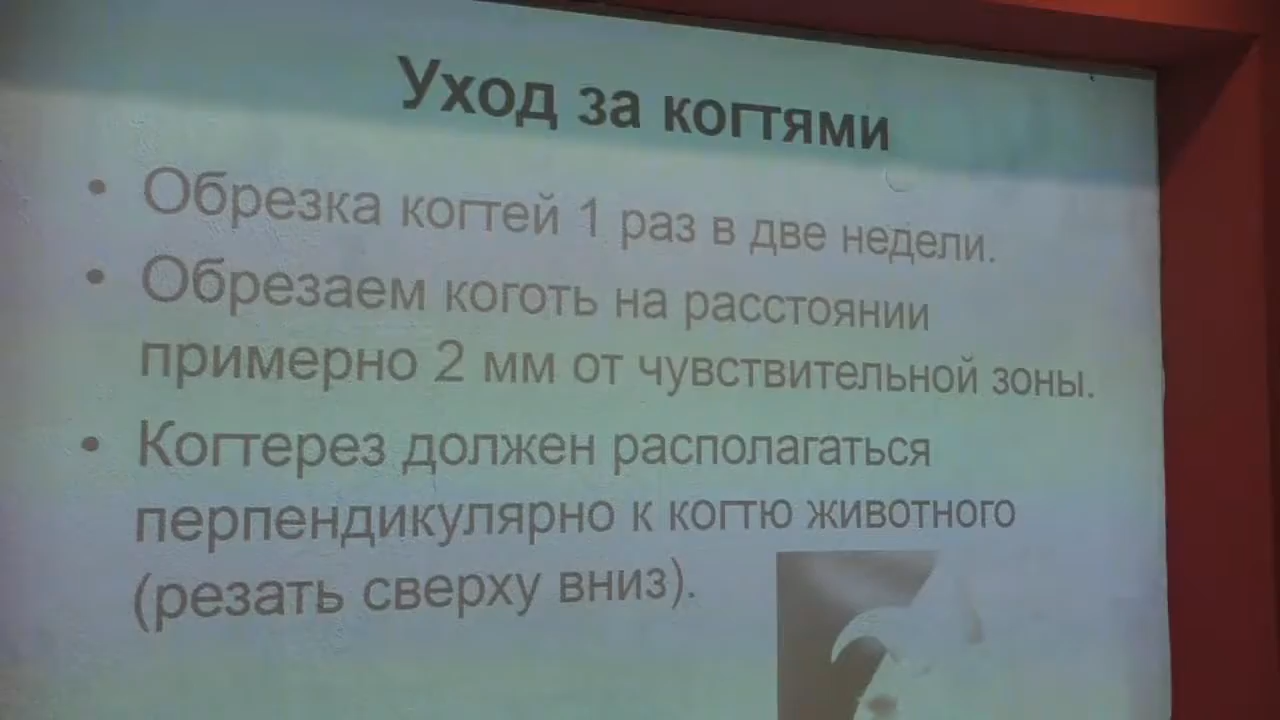 Уход за когтями
• Обрезка когтей 1 раз в две недели.
• Обрезаем коготь на расстоянии
примерно 2 мм от чувствительной зоны.
• Когтерез должен располагаться
перпендикулярно к когтю животного
(резать сверху вниз).